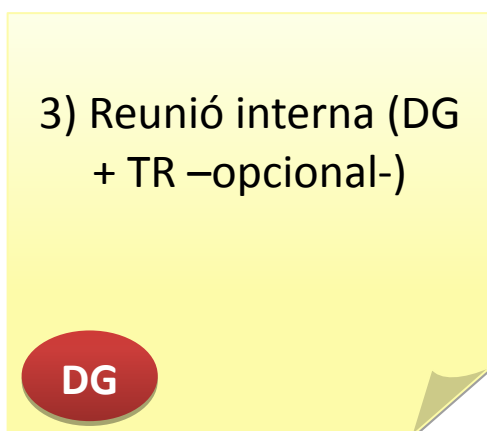 3) Reunió interna (DG
+ TR –opcional-)
DG